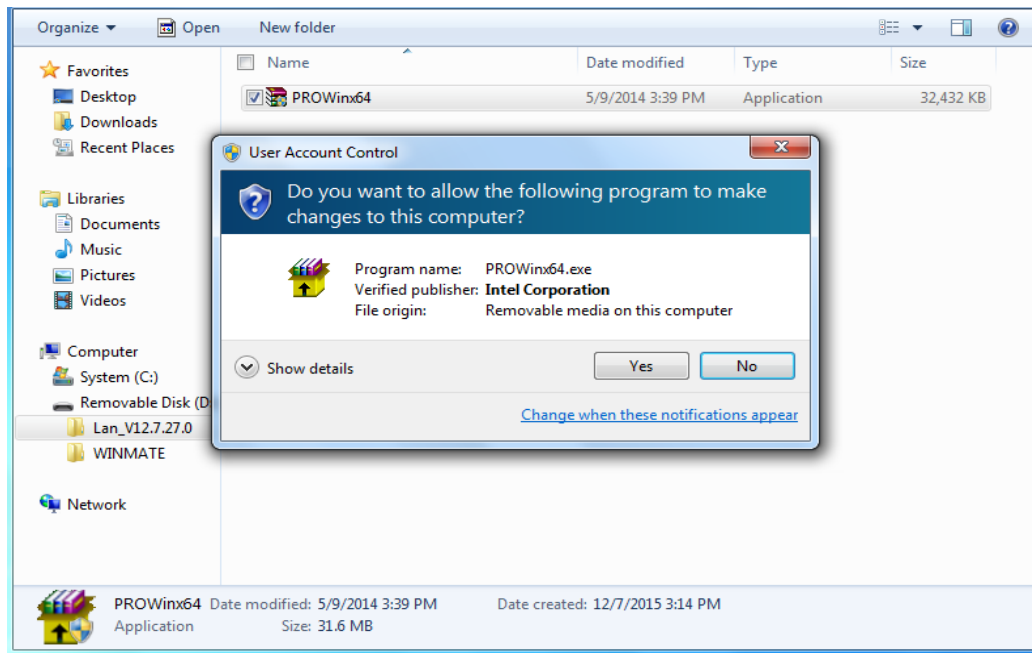 Organize Open New folder
Favorites
Desktop
Downloads
Recent Places
Libraries
Documents
Music
Pictures
Videos
Computer
System (C:)
Removable Disk (D
Lan_V12.7.27.0
WINMATE
Network
Name Date modified Type Size
PROWinx64 5/9/2014 3:39 PM Application 32,432 KB
User Account Control
Do you want to allow the following program to make
changes to this computer?
Program name: PROWinx64.exe
Verified publisher: Intel Corporation
File origin: Removable media on this computer
Show details Yes No
Change when these notifications appear
PROWinx64 Date modified: 5/9/2014 3:39 PM Date created: 12/7/2015 3:14 PM
Application Size: 31.6 MB